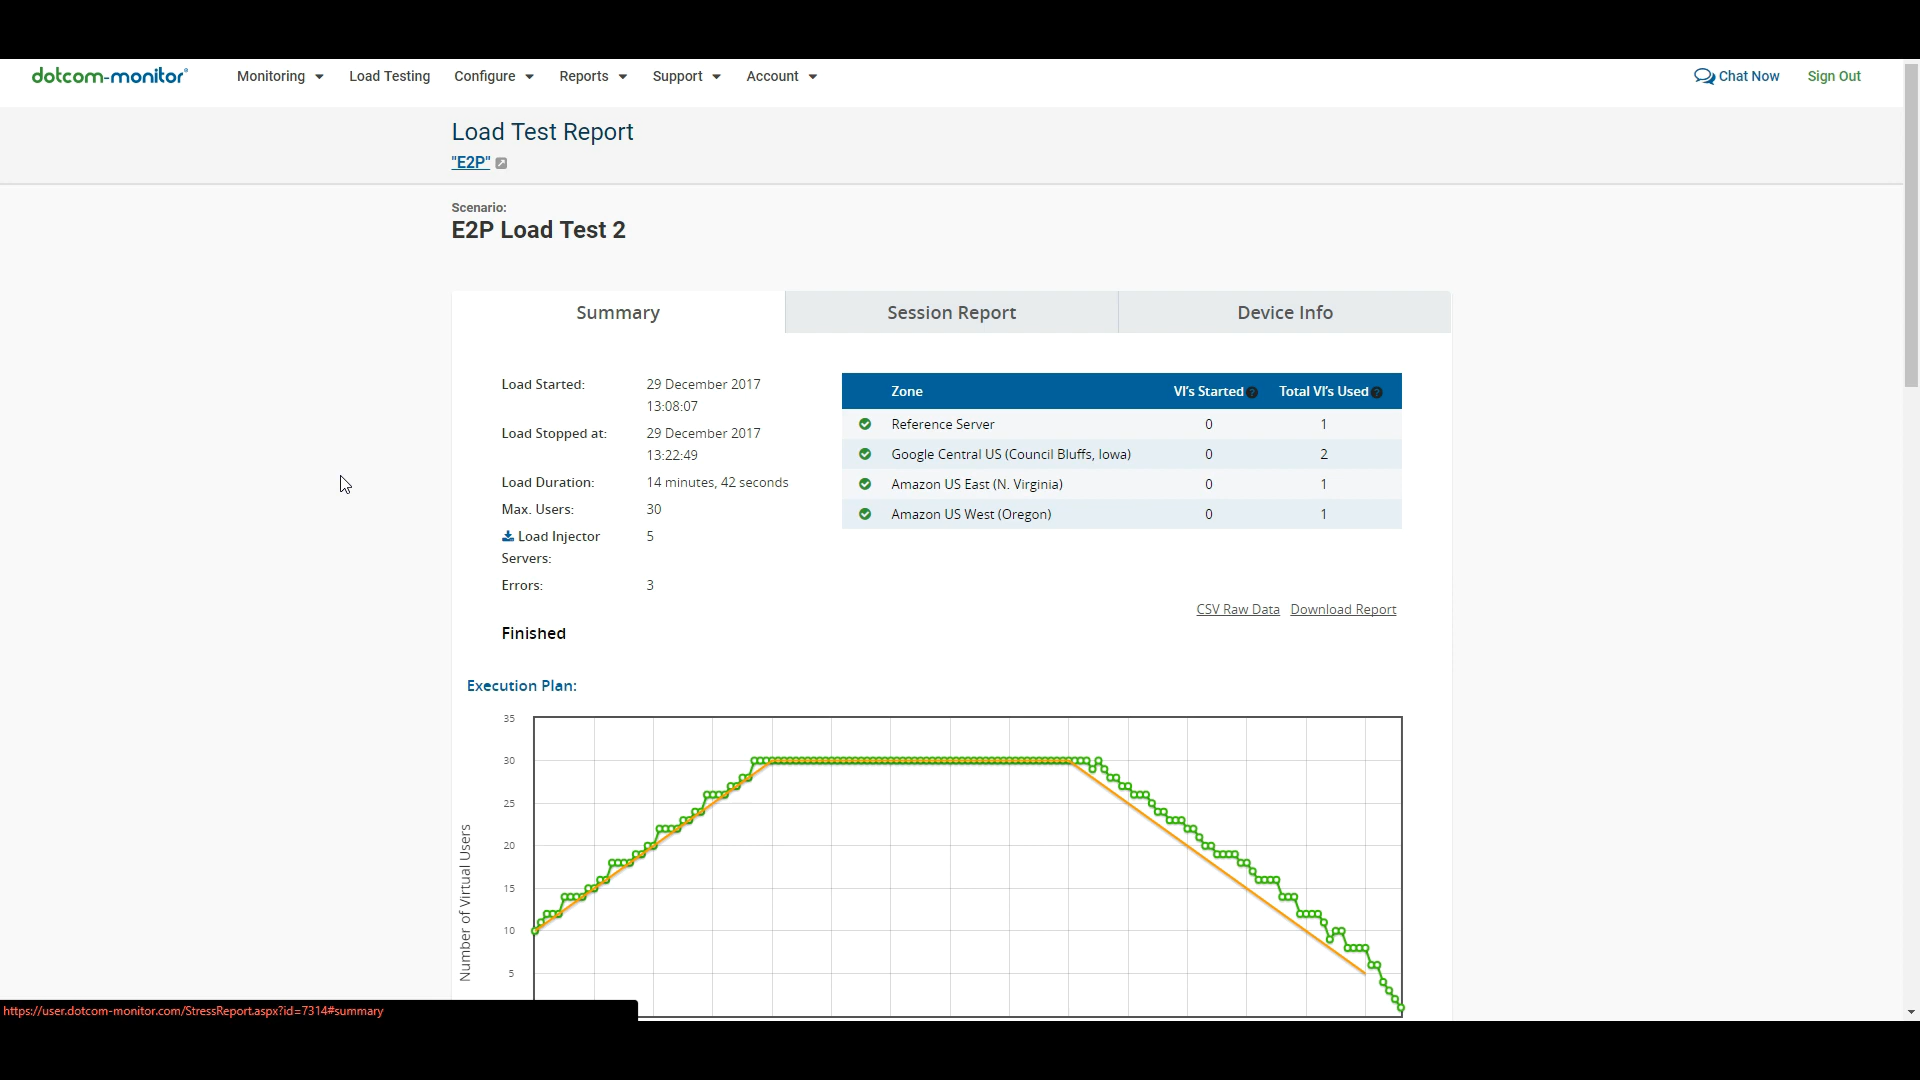 dotcom-monitor®
Monitoring Load Testing Configure Reports Support Account
Chat Now Sign Out
Load Test Report
"E2P"
Scenario:
E2P Load Test 2
Summary Session Report Device Info
Load Started: 29 December 2017
13:08:07
Load Stopped at: 29 December 2017
13:22:49
Load Duration: 14 minutes, 42 seconds
Max. Users: 30
Load Injector 5
Servers:
Errors: 3
Finished
Zone VI's Started ? Total VI's Used ?
Reference Server 0 1
Google Central US (Council Bluffs, Iowa) 0 2
Amazon US East (N. Virginia) 0 1
Amazon US West (Oregon) 0 1
CSV Raw Data Download Report
Execution Plan:
Number of Virtual Users
35
30
25
20
15
10
5
https://user.dotcom-monitor.com/StressReport.aspx?id=7314#summary